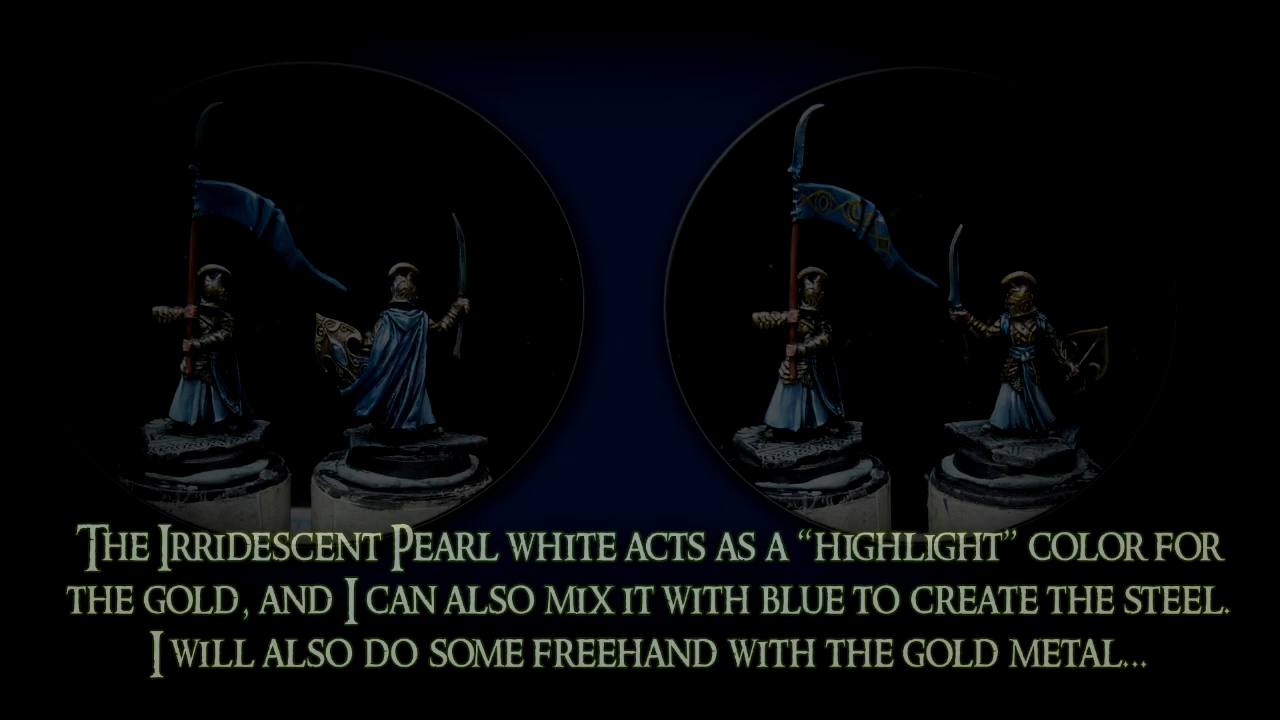 The Irridescent Pearl white acts as a “highlight” color for
the gold, and I can also mix it with blue to create the steel.
I will also do some freehand with the gold metal...